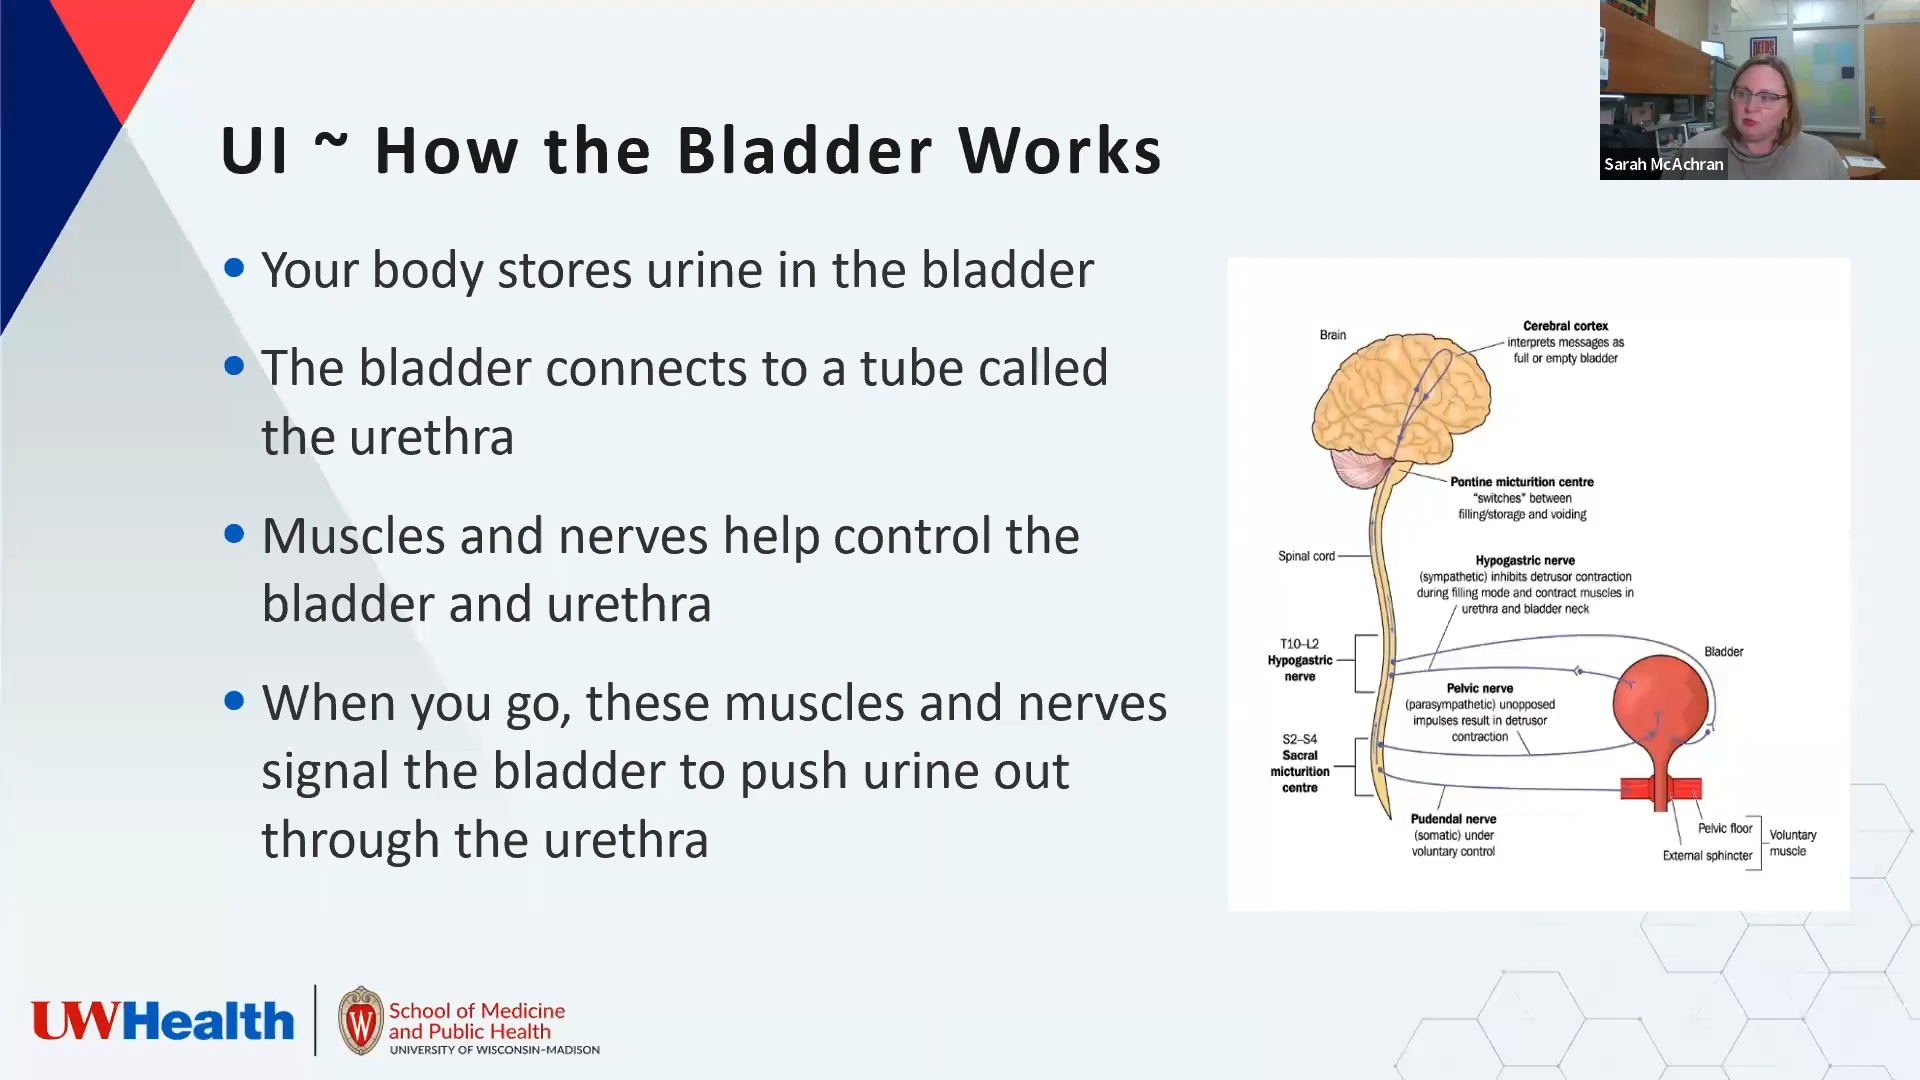 UI ~ How the Bladder Works
• Your body stores urine in the bladder
• The bladder connects to a tube called
the urethra
• Muscles and nerves help control the
bladder and urethra
• When you go, these muscles and nerves
signal the bladder to push urine out
through the urethra
Sarah McAchran
Brain
Cerebral cortex
interprets messages as
full or empty bladder
Pontine micturition centre
“switches” between
filling/storage and voiding
Spinal cord
Hypogastric nerve
(sympathetic) inhibits detrusor contraction
during filling mode and contract muscles in
urethra and bladder neck
T10–L2
Hypogastric
nerve
Bladder
Pelvic nerve
(parasympathetic) unopposed
impulses result in detrusor
contraction
S2–S4
Sacral
micturition
centre
Pudendal nerve
(somatic) under
voluntary control
Pelvic floor
External sphincter
Voluntary
muscle
UWHealth
W
School of Medicine
and Public Health
UNIVERSITY OF WISCONSIN–MADISON